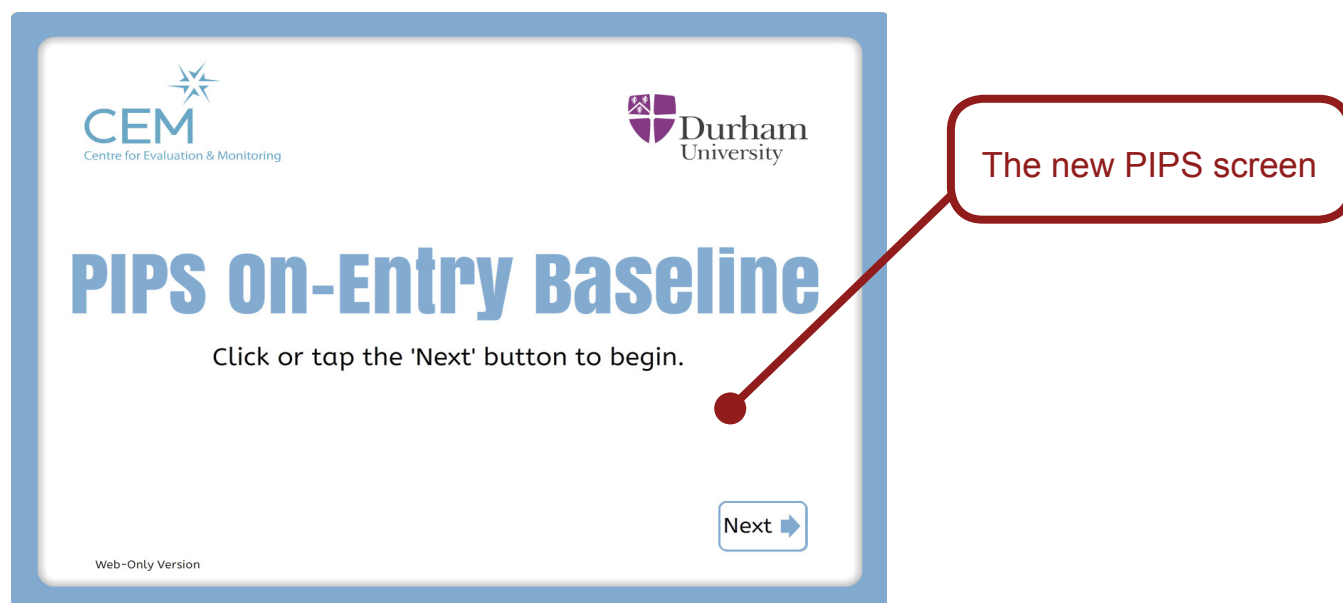 CEM
Centre for Evaluation & Monitoring
Durham
University
The new PIPS screen
PIPS On-Entry Baseline
Click or tap the 'Next' button to begin.
Next
Web-Only Version